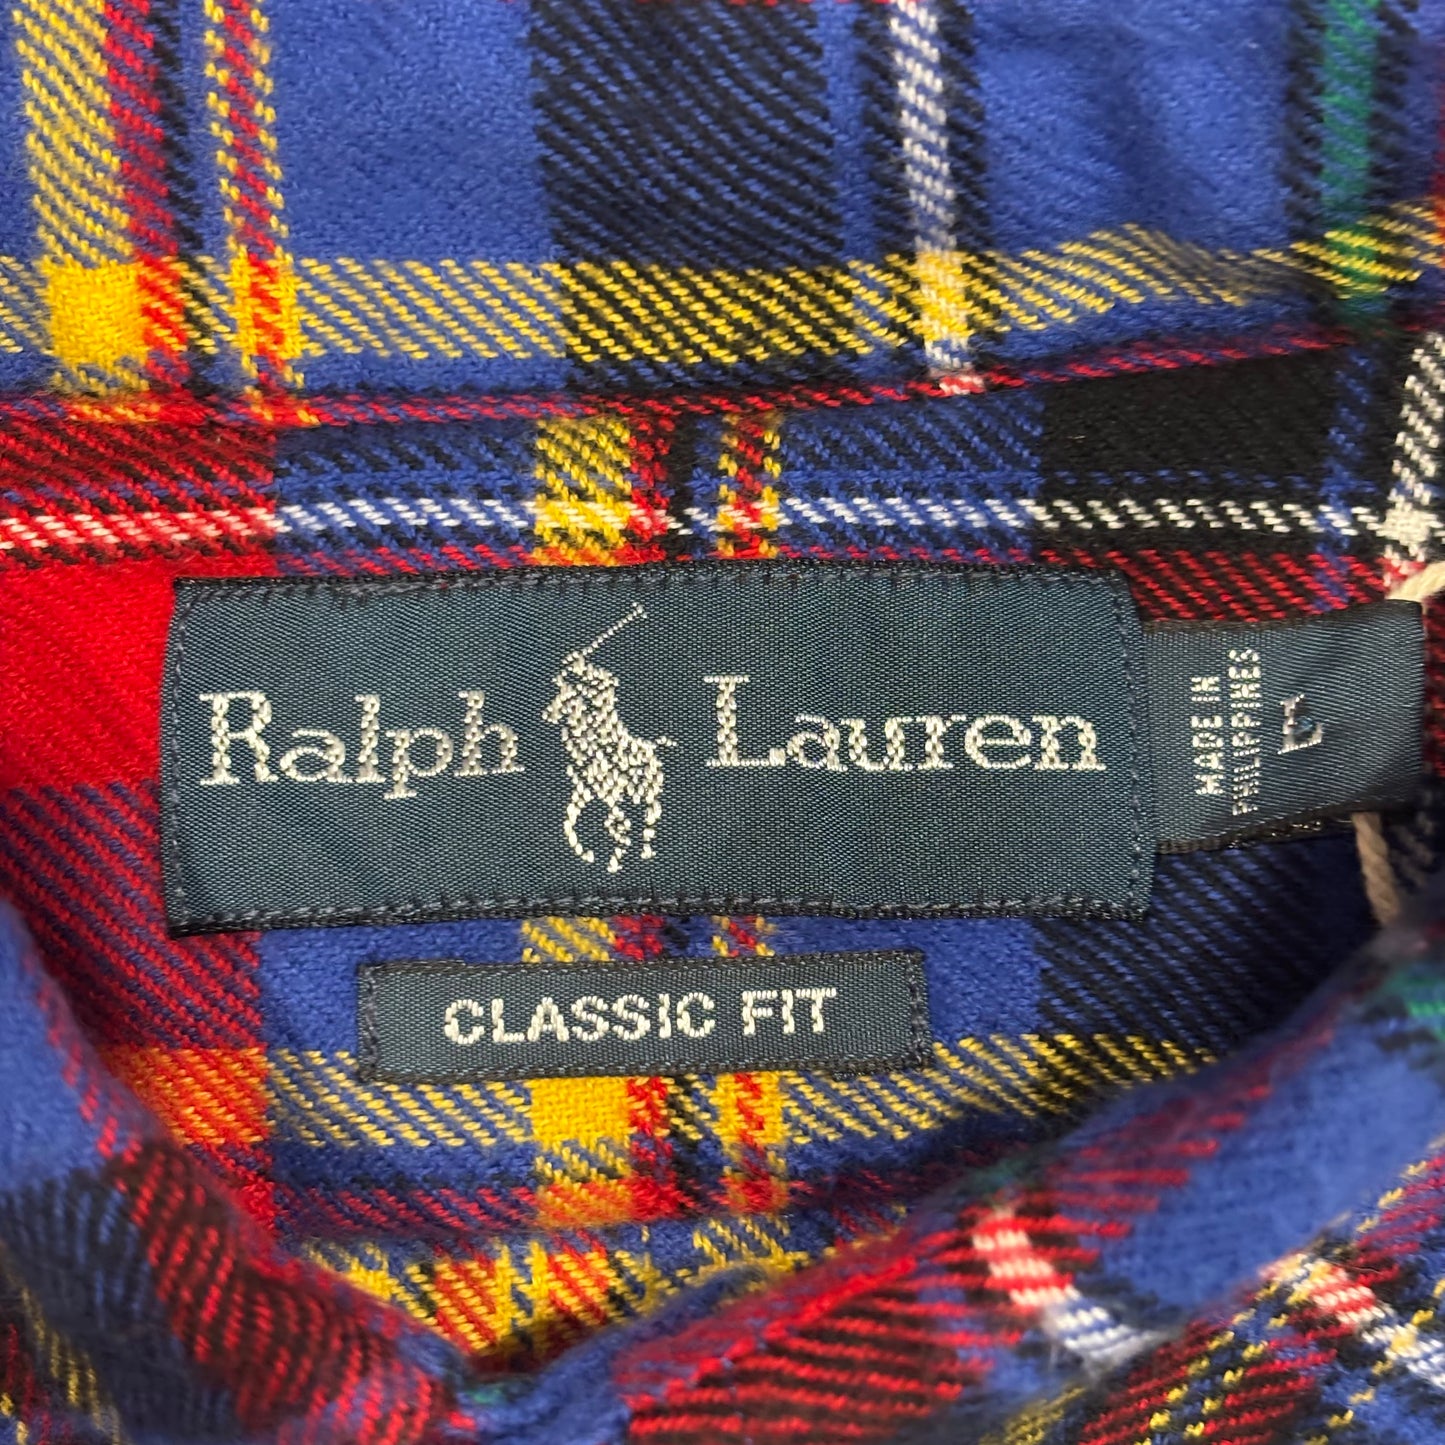 Ralph Lauren
MADE IN
PHILIPPINES
L
CLASSIC FIT